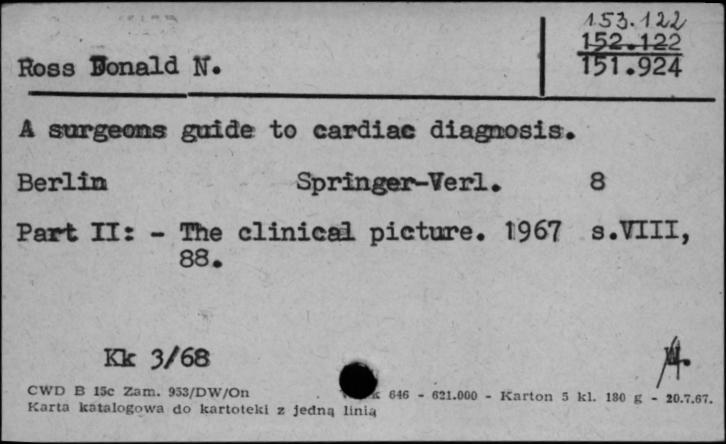 153.122
152.122
Ross Donald N. 151.924
A surgeons guide to cardiac diagnosis.
Berlin Springer-Verl. 8
Part II: - The clinical picture. 1967 s.VIII,
88.
Kk 3/68 W.
CWD B 15c Zam. 953/DW/On k 646 - 621.000 - Karton 5 kl. 180 g - 20.7.67.
Karta katalogowa do kartoteki z jedną linią